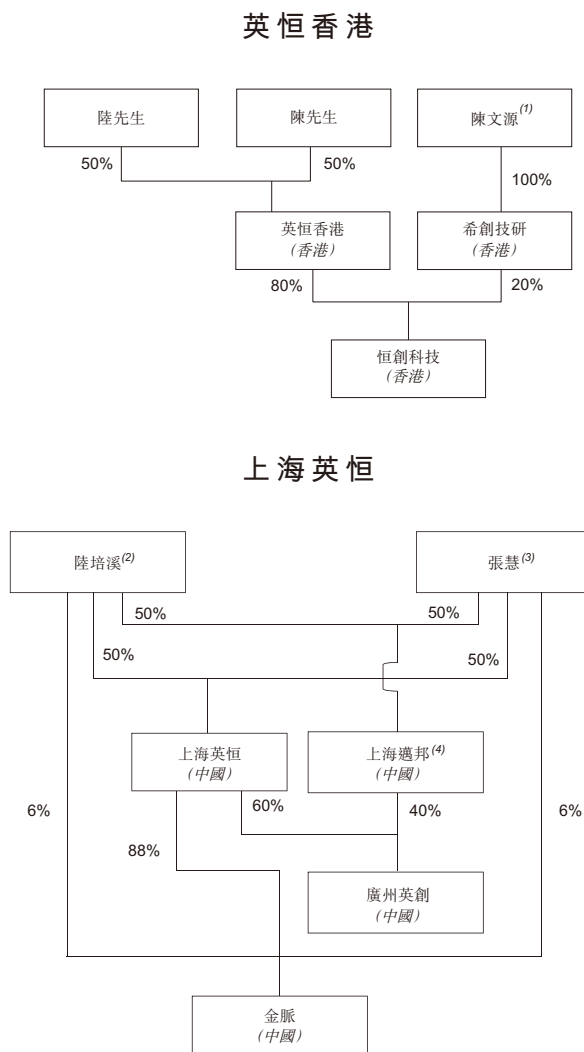 英恒香港
陸先生
陳先生
陳文源(1)
50%
50%
100%
英恒香港
(香港)
希創技研
(香港)
80%
20%
恒創科技
(香港)
上海英恒
陸培溪(2)
張慧(3)
50%
50%
50%
50%
上海英恒
(中國)
上海邁邦(4)
(中國)
6%
60%
40%
6%
88%
廣州英創
(中國)
金脈
(中國)